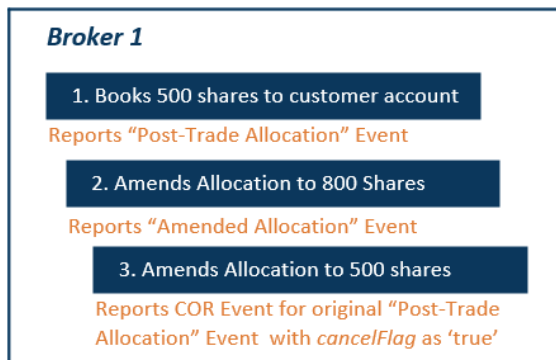 Broker 1
1. Books 500 shares to customer account
Reports “Post-Trade Allocation” Event
2. Amends Allocation to 800 Shares
Reports “Amended Allocation” Event
3. Amends Allocation to 500 shares
Reports COR Event for original “Post-Trade
Allocation” Event with cancelFlag as ‘true’